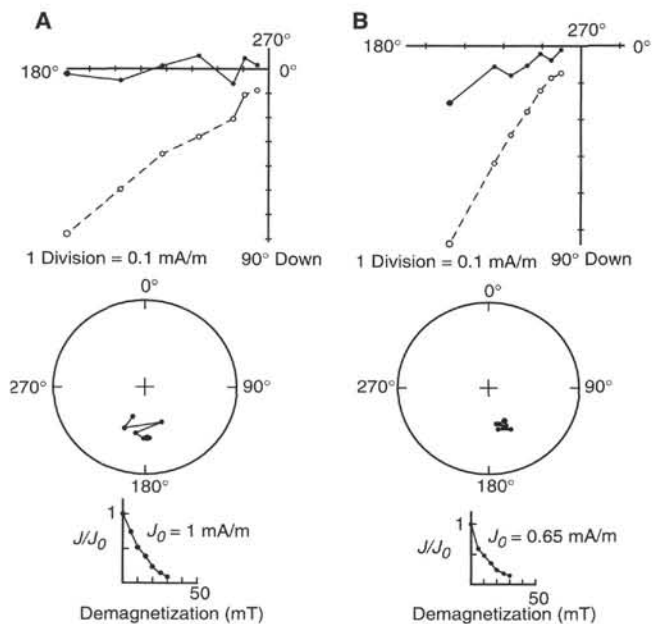 A
270°
180°
0°
1 Division = 0.1 mA/m
90° Down
0°
270°
90°
180°
1
J/J₀
J₀ = 1 mA/m
50
Demagnetization (mT)
B
270°
180°
0°
1 Division = 0.1 mA/m
90° Down
0°
270°
90°
180°
1
J/J₀
J₀ = 0.65 mA/m
50
Demagnetization (mT)